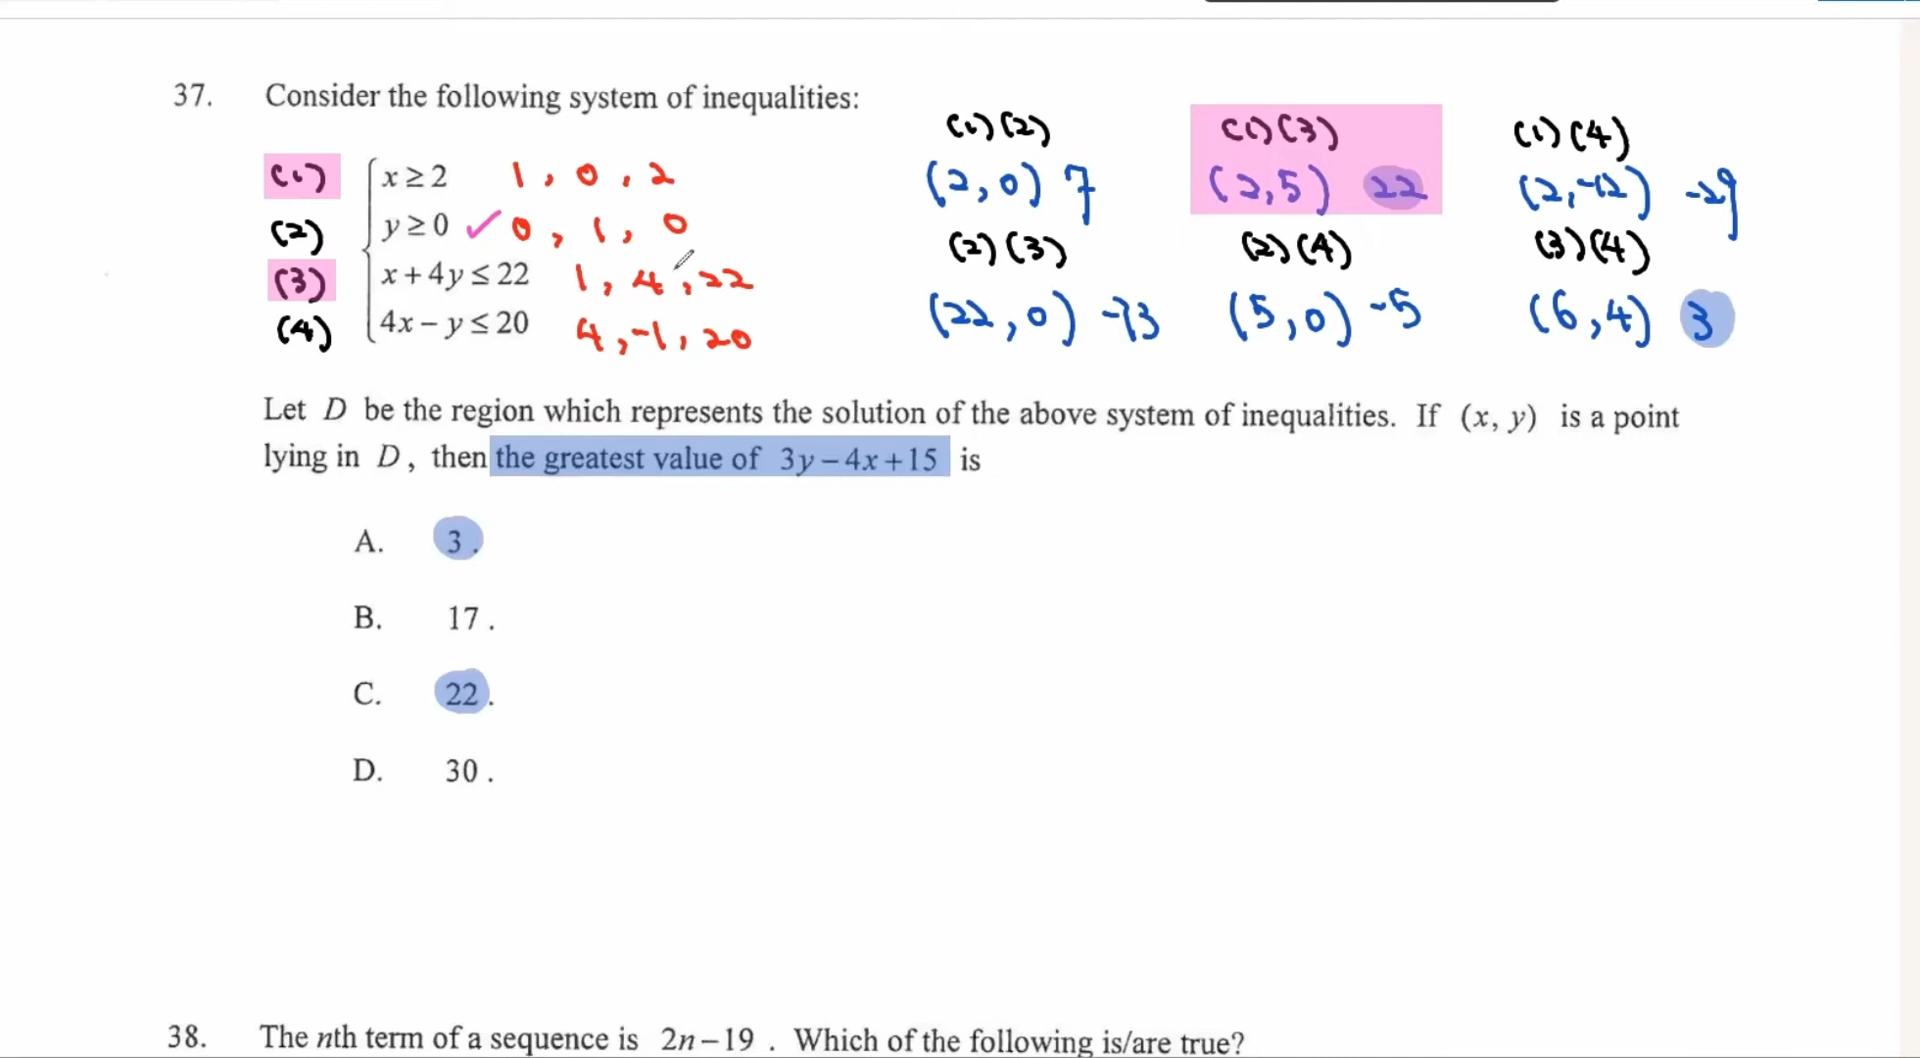 37. Consider the following system of inequalities:
(1) x ≥ 2 1, 0, 2
(2) y ≥ 0 ✓ 0, 1, 0
(3) x + 4y ≤ 22 1, 4, 22
(4) 4x – y ≤ 20 4, -1, 20
(1)(2) (1)(3) (1)(4)
(2,0) 7 (2,5) 22 (2,-12) -29
(2)(3) (2)(4) (3)(4)
(22,0) -73 (5,0) -5 (6,4) 3
Let D be the region which represents the solution of the above system of inequalities. If (x, y) is a point
lying in D, then the greatest value of 3y – 4x + 15 is
A. 3.
B. 17.
C. 22.
D. 30.
38. The nth term of a sequence is 2n – 19. Which of the following is/are true?